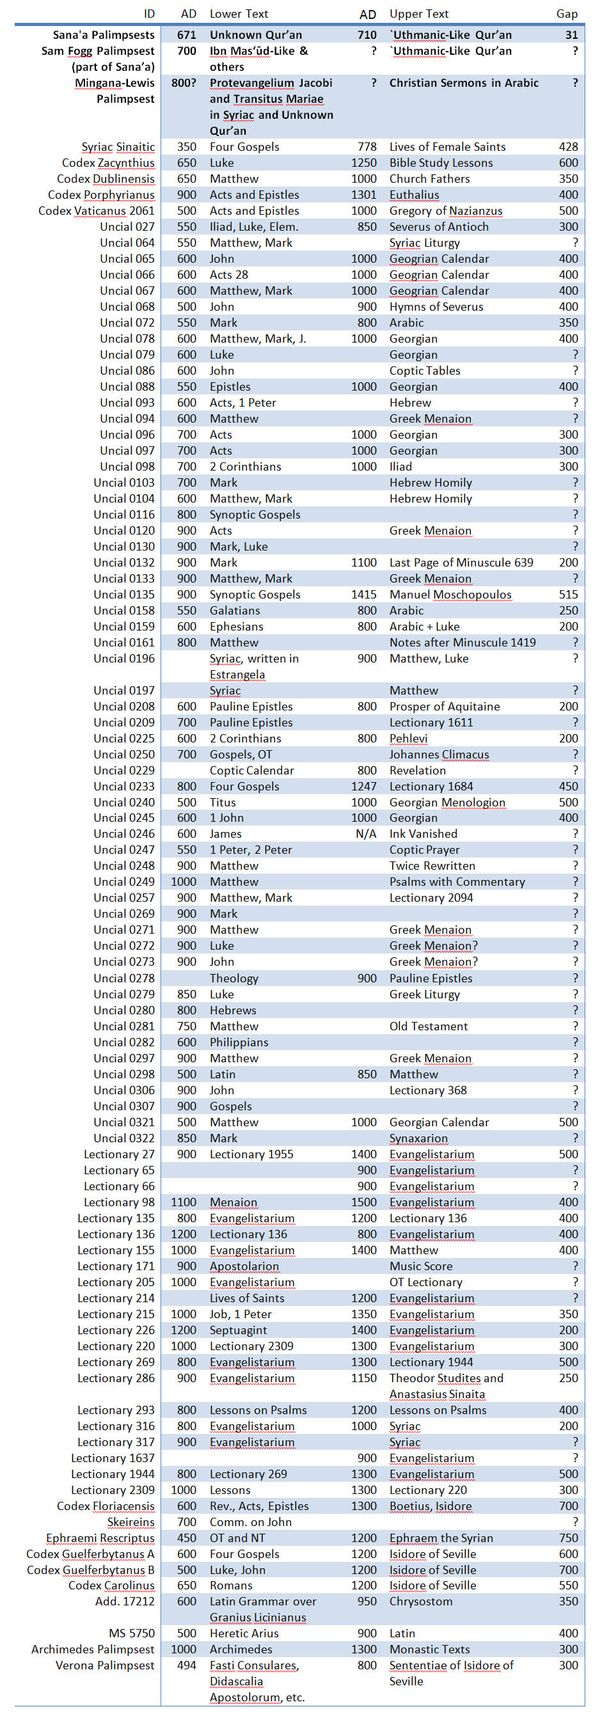 ID AD Lower Text AD Upper Text Gap
Sana'a Palimpsests 671 Unknown Qur'an 710 `Uthmanic-Like Qur'an 31
Sam Fogg Palimpsest 700 Ibn Mas‘ūd-Like & ? `Uthmanic-Like Qur'an ?
(part of Sana'a) others
Mingana-Lewis 800? Protevangelium Jacobi ? Christian Sermons in Arabic ?
Palimpsest and Transitus Mariae
in Syriac and Unknown
Qur'an
Syriac Sinaitic 350 Four Gospels 778 Lives of Female Saints 428
Codex Zacynthius 650 Luke 1250 Bible Study Lessons 600
Codex Dublinensis 650 Matthew 1000 Church Fathers 350
Codex Porphyrianus 900 Acts and Epistles 1301 Euthalius 400
Codex Vaticanus 2061 500 Acts and Epistles 1000 Gregory of Nazianzus 500
Uncial 027 550 Iliad, Luke, Elem. 850 Severus of Antioch 300
Uncial 064 550 Matthew, Mark Syriac Liturgy ?
Uncial 065 600 John 1000 Geogrian Calendar 400
Uncial 066 600 Acts 28 1000 Geogrian Calendar 400
Uncial 067 600 Matthew, Mark 1000 Geogrian Calendar 400
Uncial 068 500 John 900 Hymns of Severus 400
Uncial 072 550 Mark 800 Arabic 350
Uncial 078 600 Matthew, Mark, J. 1000 Georgian 400
Uncial 079 600 Luke Georgian ?
Uncial 086 600 John Coptic Tables ?
Uncial 088 550 Epistles 1000 Georgian 400
Uncial 093 600 Acts, 1 Peter Hebrew ?
Uncial 094 600 Matthew Greek Menaion ?
Uncial 096 700 Acts 1000 Georgian 300
Uncial 097 700 Acts 1000 Georgian 300
Uncial 098 700 2 Corinthians 1000 Iliad 300
Uncial 0103 700 Mark Hebrew Homily ?
Uncial 0104 600 Matthew, Mark Hebrew Homily ?
Uncial 0116 800 Synoptic Gospels ?
Uncial 0120 900 Acts Greek Menaion ?
Uncial 0130 900 Mark, Luke ?
Uncial 0132 900 Mark 1100 Last Page of Minuscule 639 200
Uncial 0133 900 Matthew, Mark Greek Menaion ?
Uncial 0135 900 Synoptic Gospels 1415 Manuel Moschopoulos 515
Uncial 0158 550 Galatians 800 Arabic 250
Uncial 0159 600 Ephesians 800 Arabic + Luke 200
Uncial 0161 800 Matthew Notes after Minuscule 1419 ?
Uncial 0196 Syriac, written in 900 Matthew, Luke ?
Estrangela
Uncial 0197 Syriac Matthew ?
Uncial 0208 600 Pauline Epistles 800 Prosper of Aquitaine 200
Uncial 0209 700 Pauline Epistles Lectionary 1611 ?
Uncial 0225 600 2 Corinthians 800 Pehlevi 200
Uncial 0250 700 Gospels, OT Johannes Climacus ?
Uncial 0229 Coptic Calendar 800 Revelation ?
Uncial 0233 800 Four Gospels 1247 Lectionary 1684 450
Uncial 0240 500 Titus 1000 Georgian Menologion 500
Uncial 0245 600 1 John 1000 Georgian 400
Uncial 0246 600 James N/A Ink Vanished ?
Uncial 0247 550 1 Peter, 2 Peter Coptic Prayer ?
Uncial 0248 900 Matthew Twice Rewritten ?
Uncial 0249 1000 Matthew Psalms with Commentary ?
Uncial 0257 900 Matthew, Mark Lectionary 2094 ?
Uncial 0269 900 Mark ?
Uncial 0271 900 Matthew Greek Menaion ?
Uncial 0272 900 Luke Greek Menaion? ?
Uncial 0273 900 John Greek Menaion? ?
Uncial 0278 Theology 900 Pauline Epistles ?
Uncial 0279 850 Luke Greek Liturgy ?
Uncial 0280 800 Hebrews ?
Uncial 0281 750 Matthew Old Testament ?
Uncial 0282 600 Philippians ?
Uncial 0297 900 Matthew Greek Menaion ?
Uncial 0298 500 Latin 850 Matthew ?
Uncial 0306 900 John Lectionary 368 ?
Uncial 0307 900 Gospels ?
Uncial 0321 500 Matthew 1000 Georgian Calendar 500
Uncial 0322 850 Mark Synaxarion ?
Lectionary 27 900 Lectionary 1955 1400 Evangelistarium 500
Lectionary 65 900 Evangelistarium ?
Lectionary 66 900 Evangelistarium ?
Lectionary 98 1100 Menaion 1500 Evangelistarium 400
Lectionary 135 800 Evangelistarium 1200 Lectionary 136 400
Lectionary 136 1200 Lectionary 136 800 Evangelistarium 400
Lectionary 155 1000 Evangelistarium 1400 Matthew 400
Lectionary 171 900 Apostolarion Music Score ?
Lectionary 205 1000 Evangelistarium OT Lectionary ?
Lectionary 214 Lives of Saints 1200 Evangelistarium ?
Lectionary 215 1000 Job, 1 Peter 1350 Evangelistarium 350
Lectionary 226 1200 Septuagint 1400 Evangelistarium 200
Lectionary 220 1000 Lectionary 2309 1300 Evangelistarium 300
Lectionary 269 800 Evangelistarium 1300 Lectionary 1944 500
Lectionary 286 900 Evangelistarium 1150 Theodor Studites and 250
Anastasius Sinaita
Lectionary 293 800 Lessons on Psalms 1200 Lessons on Psalms 400
Lectionary 316 800 Evangelistarium 1000 Syriac 200
Lectionary 317 900 Evangelistarium Syriac ?
Lectionary 1637 900 Evangelistarium ?
Lectionary 1944 800 Lectionary 269 1300 Evangelistarium 500
Lectionary 2309 1000 Lessons 1300 Lectionary 220 300
Codex Floriacensis 600 Rev., Acts, Epistles 1300 Boetius, Isidore 700
Skeireins 700 Comm. on John ?
Ephraemi Rescriptus 450 OT and NT 1200 Ephraem the Syrian 750
Codex Guelferbytanus A 600 Four Gospels 1200 Isidore of Seville 600
Codex Guelferbytanus B 500 Luke, John 1200 Isidore of Seville 700
Codex Carolinus 650 Romans 1200 Isidore of Seville 550
Add. 17212 600 Latin Grammar over 950 Chrysostom 350
Granius Licinianus
MS 5750 500 Heretic Arius 900 Latin 400
Archimedes Palimpsest 1000 Archimedes 1300 Monastic Texts 300
Verona Palimpsest 494 Fasti Consulares, 800 Sententiae of Isidore of 300
Didascalia Seville
Apostolorum, etc.